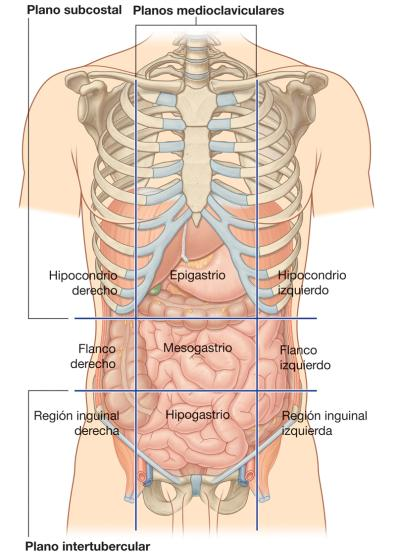 Plano subcostal
Planos medioclaviculares
Hipocondrio
derecho
Epigastrio
Hipocondrio
izquierdo
Flanco
derecho
Mesogastrio
Flanco
izquierdo
Región inguinal
derecha
Hipogastrio
Región inguinal
izquierda
Plano intertubercular